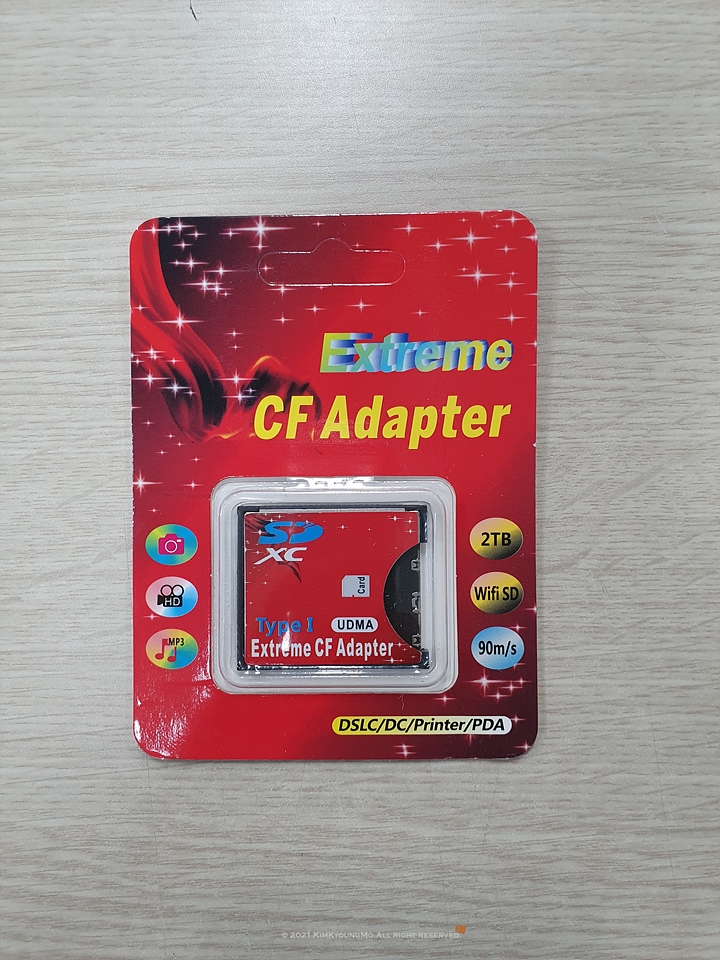 Extreme
CF Adapter
SD
XC
Card
Type I
UDMA
Extreme CF Adapter
HD
MP3
2TB
Wifi SD
90m/s
DSLC/DC/Printer/PDA
© 2021.KimKyoungMo.All right reserved.